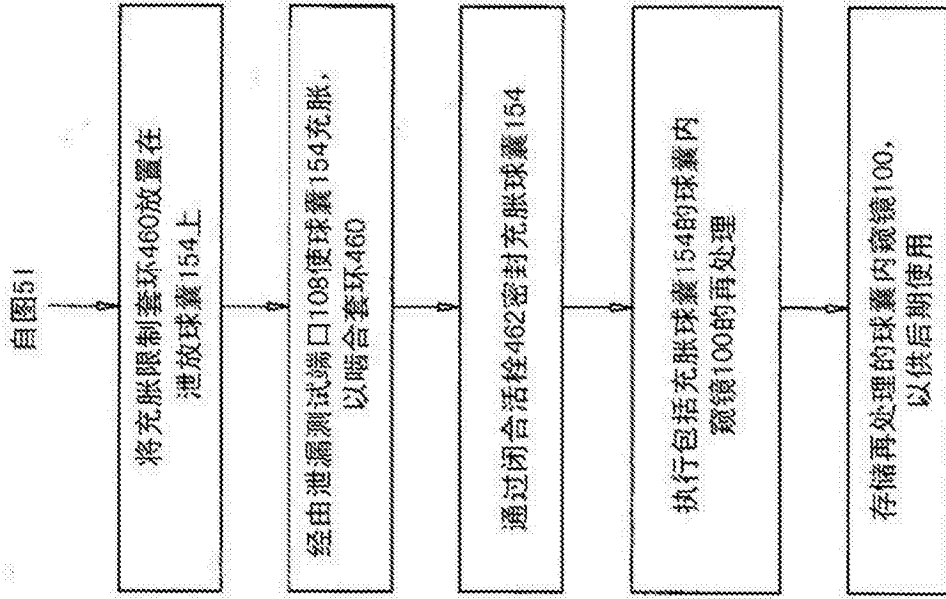 自图51
将充胀限制套环460放置在
泄放球囊154上
经由泄漏测试端口108使球囊154充胀,
以啮合套环460
通过闭合活栓462密封充胀球囊154
执行包括充胀球囊154的球囊内
窥镜100的再处理
存储再处理的球囊内窥镜100,
以供后期使用